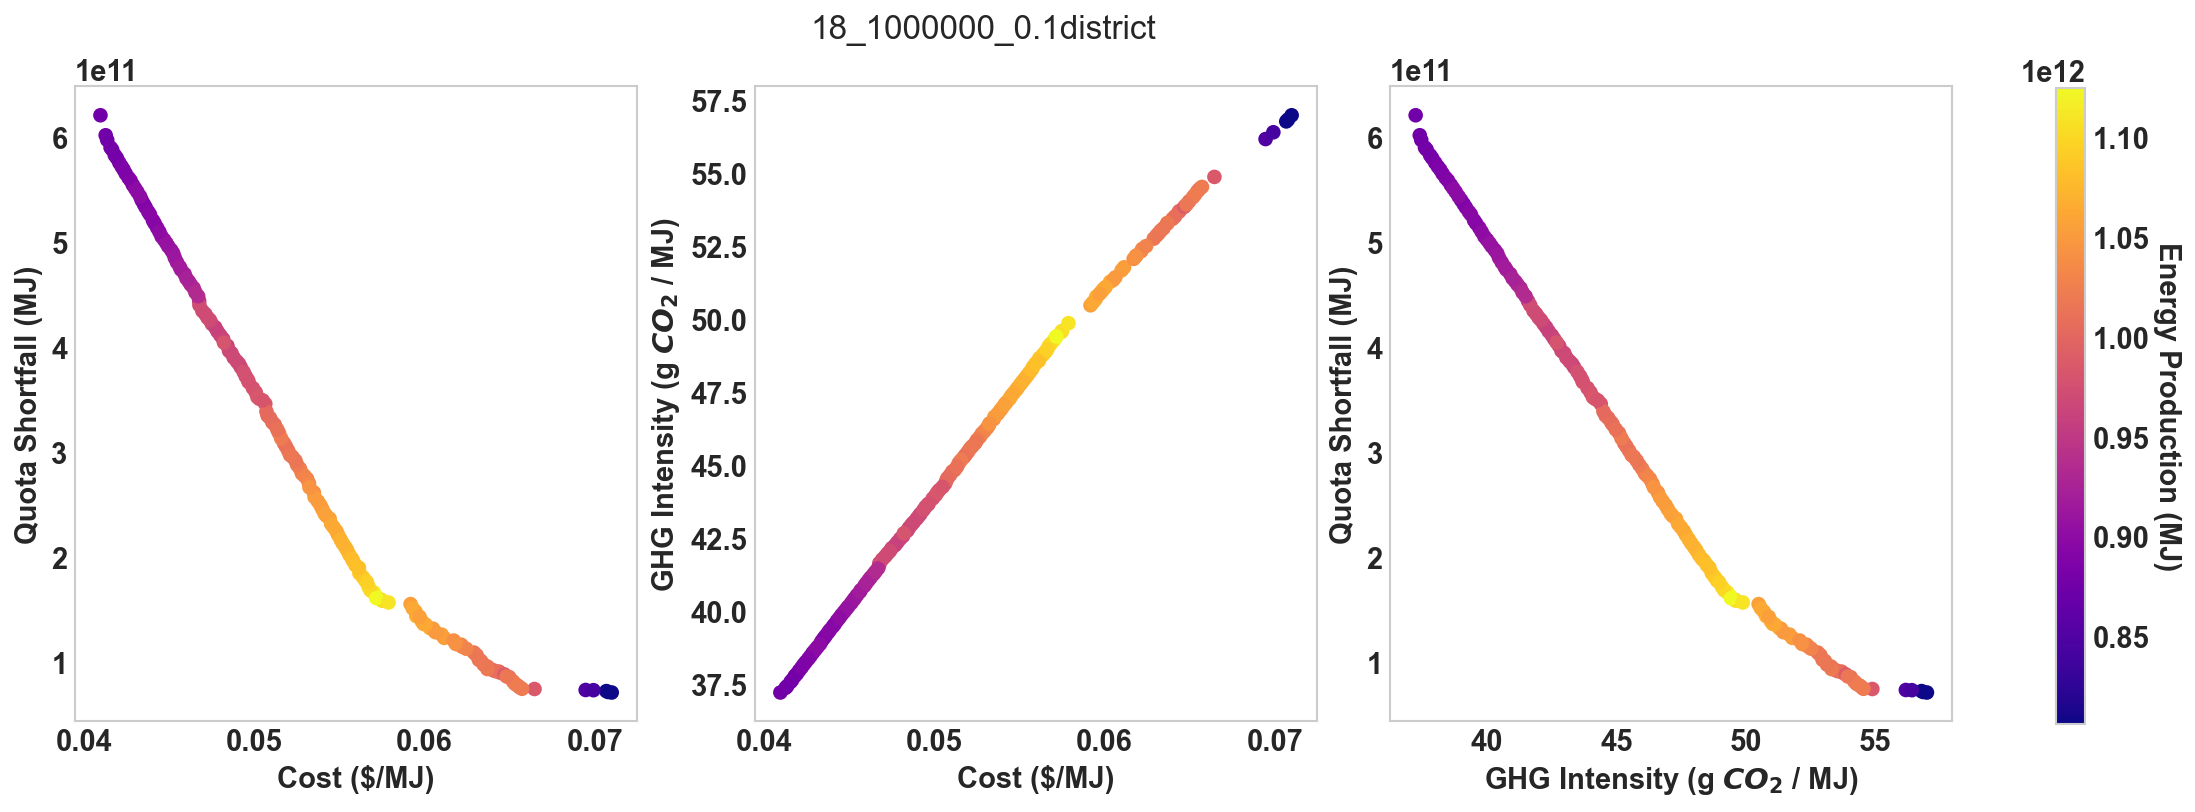 18_1000000_0.1district
1e11
6
5
4
3
2
1
Quota Shortfall (MJ)
0.04 0.05 0.06 0.07
Cost ($/MJ)
57.5
55.0
52.5
50.0
47.5
45.0
42.5
40.0
37.5
GHG Intensity (g CO₂ / MJ)
0.04 0.05 0.06 0.07
Cost ($/MJ)
1e11
6
5
4
3
2
1
Quota Shortfall (MJ)
40 45 50 55
GHG Intensity (g CO₂ / MJ)
1e12
1.10
1.05
1.00
0.95
0.90
0.85
Energy Production (MJ)